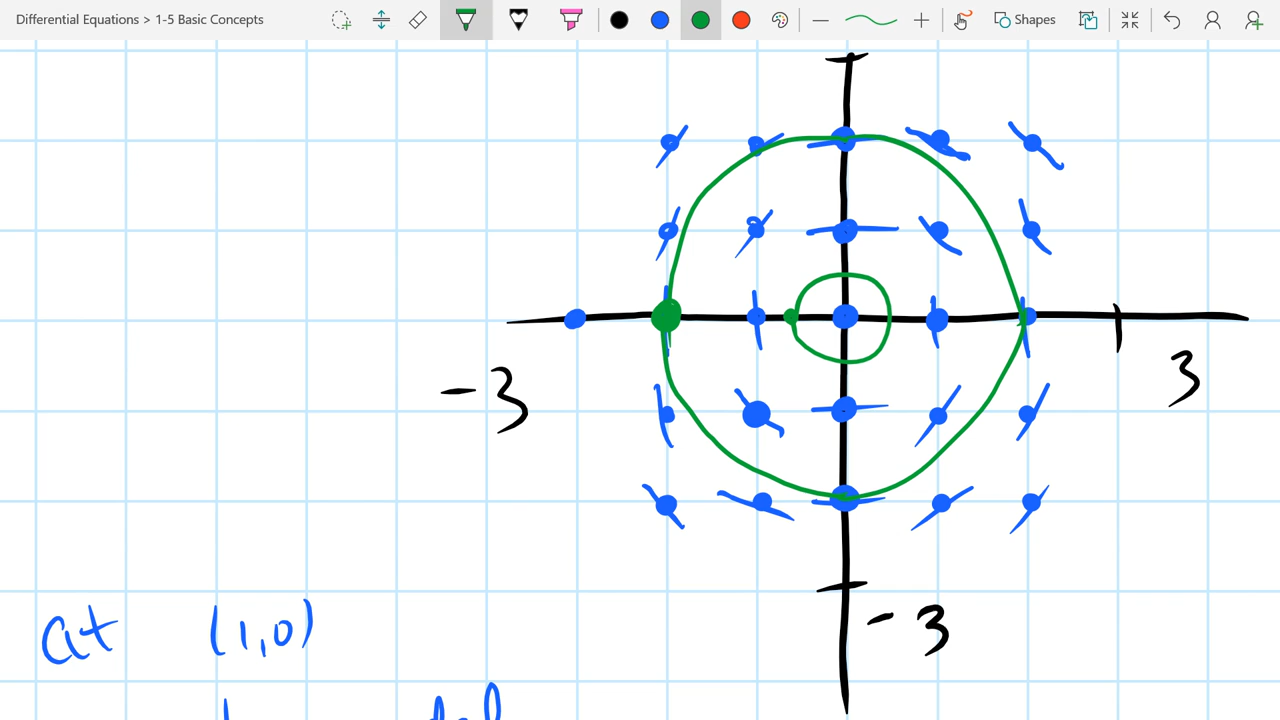 Differential Equations > 1-5 Basic Concepts
Shapes
-3
3
-3
at (1,0)